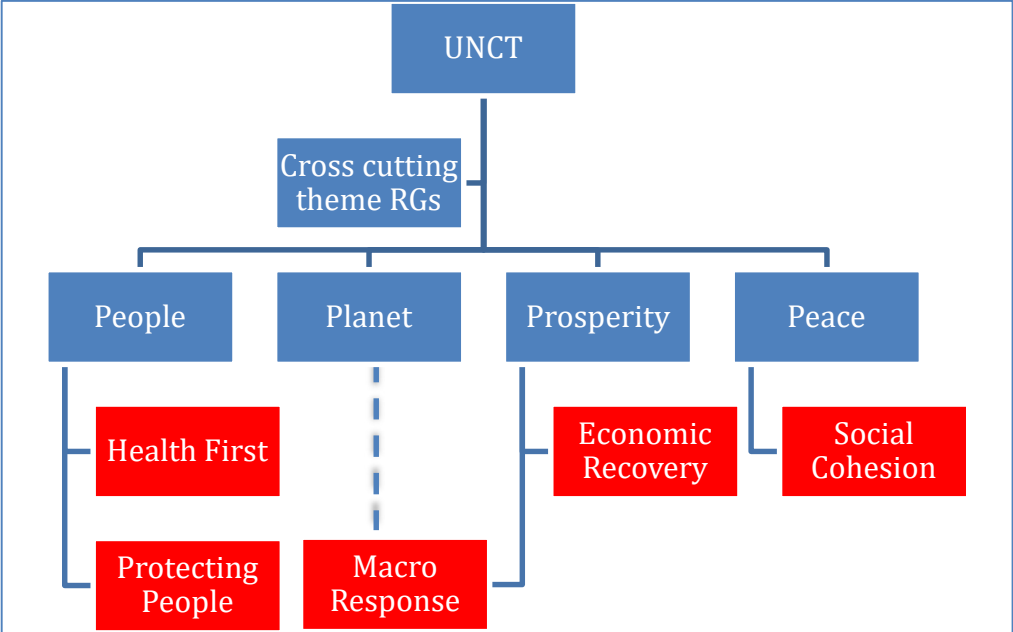 UNCT
Cross cutting
theme RGs
People
Planet
Prosperity
Peace
Health First
Economic
Recovery
Social
Cohesion
Protecting
People
Macro
Response